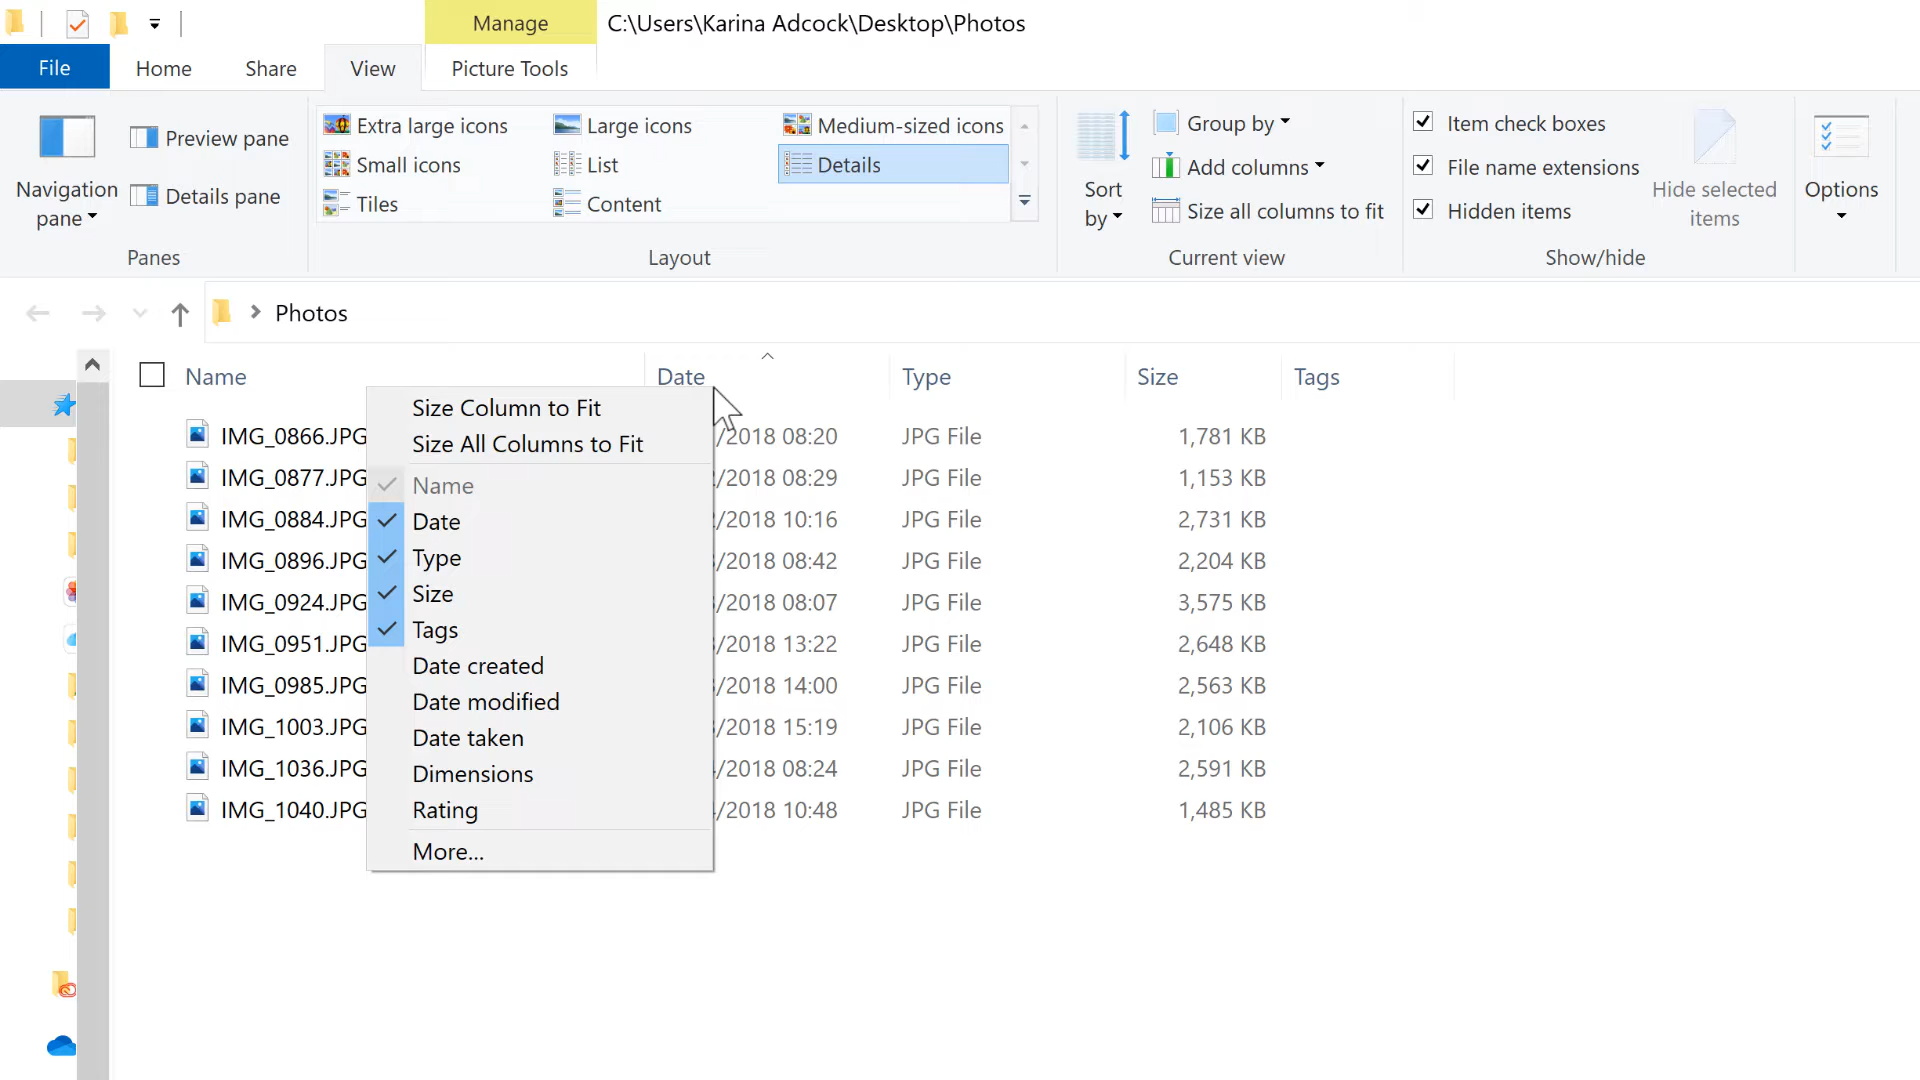 Manage
C:\Users\Karina Adcock\Desktop\Photos
File
Home
Share
View
Picture Tools
Navigation
pane
Preview pane
Details pane
Panes
Extra large icons
Large icons
Medium-sized icons
Small icons
List
Details
Tiles
Content
Layout
Sort
by
Group by
Add columns
Size all columns to fit
Current view
Item check boxes
File name extensions
Hidden items
Hide selected
items
Show/hide
Options
Photos
Name
Date
Type
Size
Tags
Size Column to Fit
Size All Columns to Fit
Name
Date
Type
Size
Tags
Date created
Date modified
Date taken
Dimensions
Rating
More...
IMG_0866.JPG /2018 08:20 JPG File 1,781 KB
IMG_0877.JPG /2018 08:29 JPG File 1,153 KB
IMG_0884.JPG /2018 10:16 JPG File 2,731 KB
IMG_0896.JPG /2018 08:42 JPG File 2,204 KB
IMG_0924.JPG /2018 08:07 JPG File 3,575 KB
IMG_0951.JPG /2018 13:22 JPG File 2,648 KB
IMG_0985.JPG /2018 14:00 JPG File 2,563 KB
IMG_1003.JPG /2018 15:19 JPG File 2,106 KB
IMG_1036.JPG /2018 08:24 JPG File 2,591 KB
IMG_1040.JPG /2018 10:48 JPG File 1,485 KB